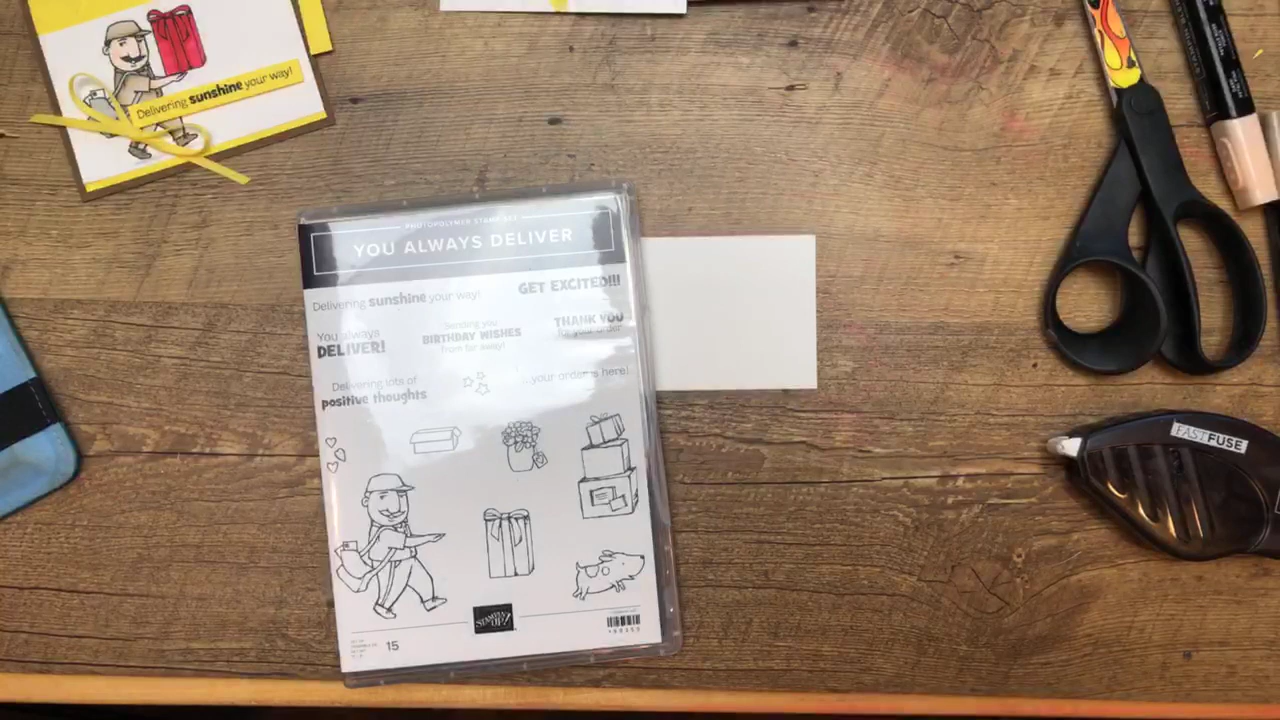 Delivering sunshine your way!
PHOTOPOLYMER STAMP SET
YOU ALWAYS DELIVER
Delivering sunshine your way!
GET EXCITED!!!
You always
DELIVER!
Sending you
BIRTHDAY WISHES
from far away!
THANK YOU
for your order
Delivering lots of
positive thoughts
...your order is here!
STAMPIN' UP!
15
FASTFUSE